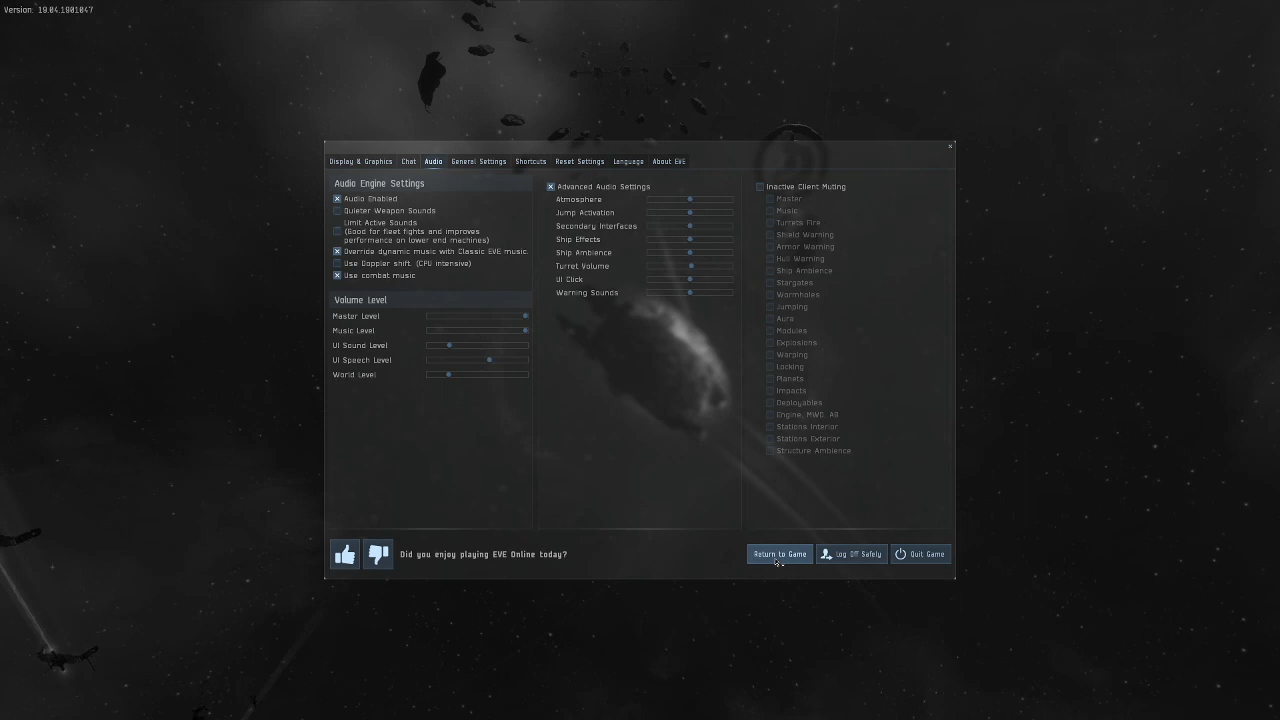 Version: 19.04.1901047
Display & Graphics
Chat
Audio
General Settings
Shortcuts
Reset Settings
Language
About EVE
Audio Engine Settings
Audio Enabled
Quieter Weapon Sounds
Limit Active Sounds
(Good for fleet fights and improves
performance on lower end machines)
Override dynamic music with Classic EVE music.
Use Doppler shift. (CPU intensive)
Use combat music
Volume Level
Master Level
Music Level
UI Sound Level
UI Speech Level
World Level
Advanced Audio Settings
Atmosphere
Jump Activation
Secondary Interfaces
Ship Effects
Ship Ambience
Turret Volume
UI Click
Warning Sounds
Inactive Client Muting
Master
Music
Turrets Fire
Shield Warning
Armor Warning
Hull Warning
Ship Ambience
Stargates
Wormholes
Jumping
Aura
Modules
Explosions
Warping
Locking
Planets
Impacts
Deployables
Engine, MWD, AB
Stations Interior
Stations Exterior
Structure Ambience
Did you enjoy playing EVE Online today?
Return to Game
Log Off Safely
Quit Game